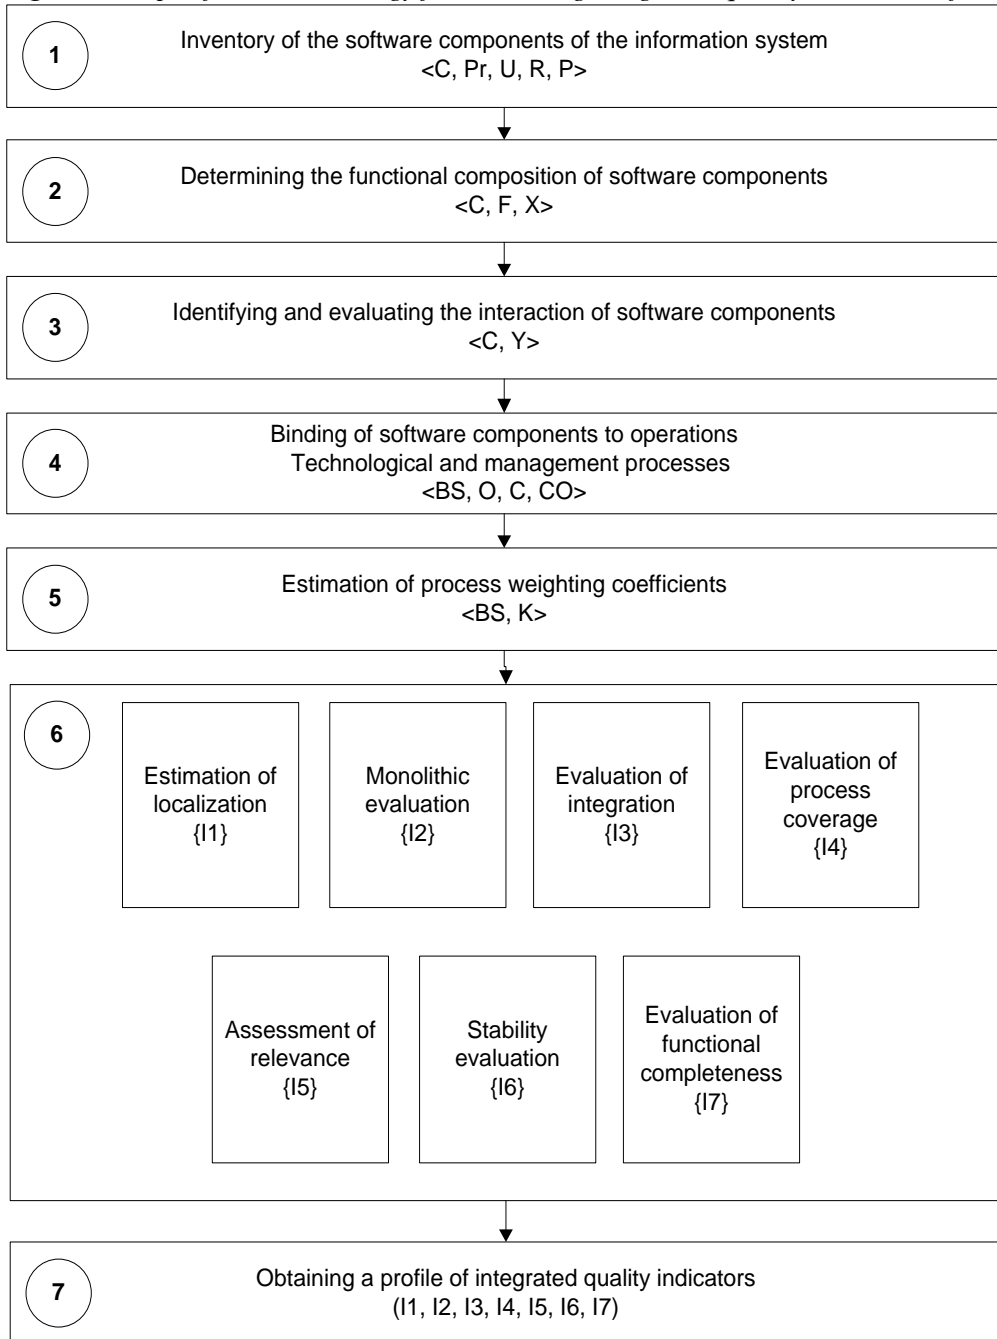 1
Inventory of the software components of the information system
<C, Pr, U, R, P>
2
Determining the functional composition of software components
<C, F, X>
3
Identifying and evaluating the interaction of software components
<C, Y>
4
Binding of software components to operations
Technological and management processes
<BS, O, C, CO>
5
Estimation of process weighting coefficients
<BS, K>
6
Estimation of
localization
{I1}
Monolithic
evaluation
{I2}
Evaluation of
integration
{I3}
Evaluation of
process
coverage
{I4}
Assessment of
relevance
{I5}
Stability
evaluation
{I6}
Evaluation of
functional
completeness
{I7}
7
Obtaining a profile of integrated quality indicators
(I1, I2, I3, I4, I5, I6, I7)